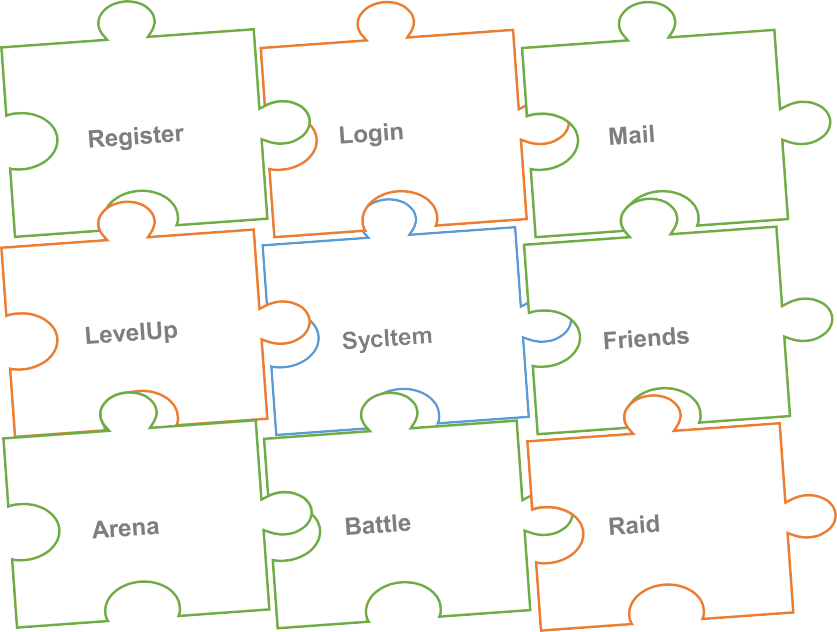 Register
Login
Mail
LevelUp
SycItem
Friends
Arena
Battle
Raid